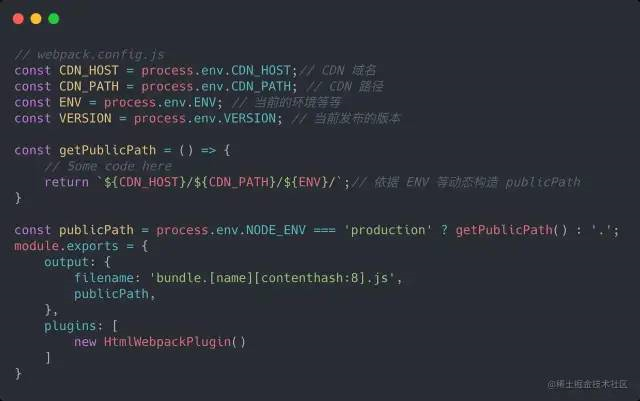 // webpack.config.js
const CDN_HOST = process.env.CDN_HOST;// CDN 域名
const CDN_PATH = process.env.CDN_PATH; // CDN 路径
const ENV = process.env.ENV; // 当前的环境等等
const VERSION = process.env.VERSION; // 当前发布的版本

const getPublicPath = () => {
    // Some code here
    return `${CDN_HOST}/${CDN_PATH}/${ENV}/`;// 依据 ENV 等动态构造 publicPath
}

const publicPath = process.env.NODE_ENV === 'production' ? getPublicPath() : '.';
module.exports = {
    output: {
        filename: 'bundle.[name][contenthash:8].js',
        publicPath,
    },
    plugins: [
        new HtmlWebpackPlugin()
    ]
}
@稀土掘金技术社区